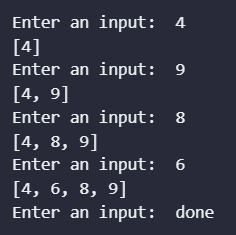 Enter an input:  4
[4]
Enter an input:  9
[4, 9]
Enter an input:  8
[4, 8, 9]
Enter an input:  6
[4, 6, 8, 9]
Enter an input:  done